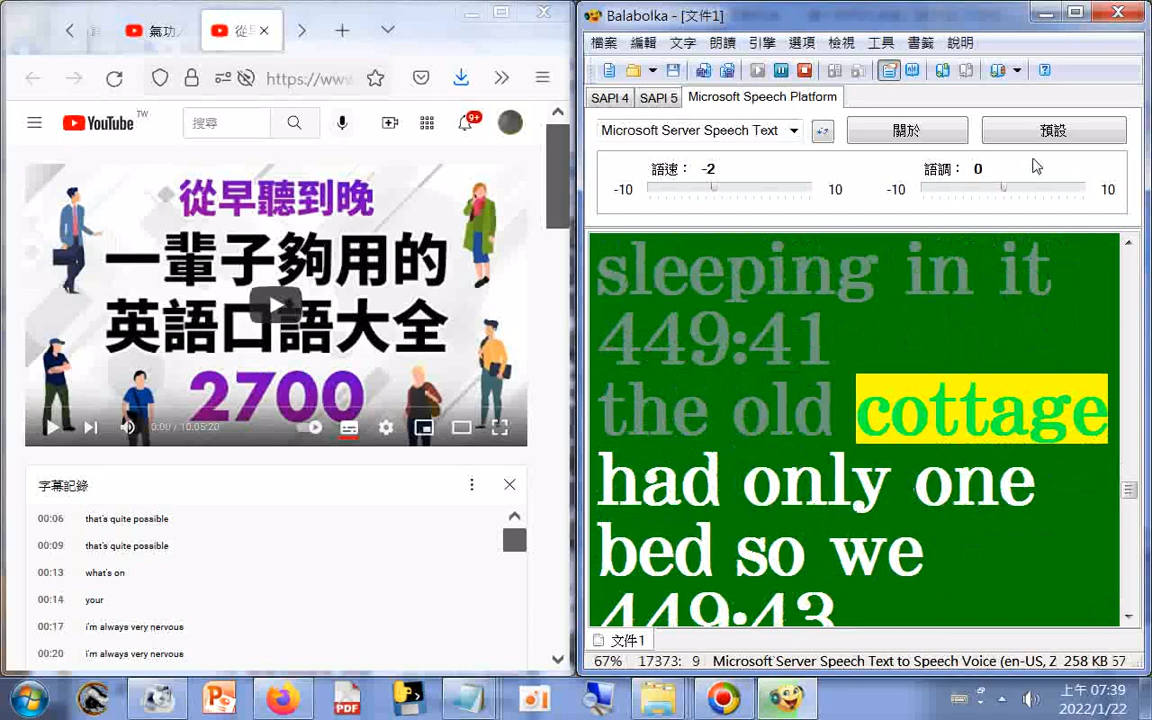 氣功
從
https://www
YouTube TW
搜尋
9+
從早聽到晚
一輩子夠用的
英語口語大全
2700
0:00 / 10:05:20
字幕記錄
00:06 that's quite possible
00:09 that's quite possible
00:13 what's on
00:14 your
00:17 i'm always very nervous
00:20 i'm always very nervous
Balabolka - [文件1]
檔案 編輯 文字 朗讀 引擎 選項 檢視 工具 書籤 說明
SAPI 4 SAPI 5 Microsoft Speech Platform
Microsoft Server Speech Text 關於 預設
語速： -2 語調： 0
-10 10 -10 10
sleeping in it
449:41
the old cottage
had only one
bed so we
449:43
文件1
67% 17373: 9 Microsoft Server Speech Text to Speech Voice (en-US, Z 258 KB 57
PDF
上午 07:39
2022/1/22